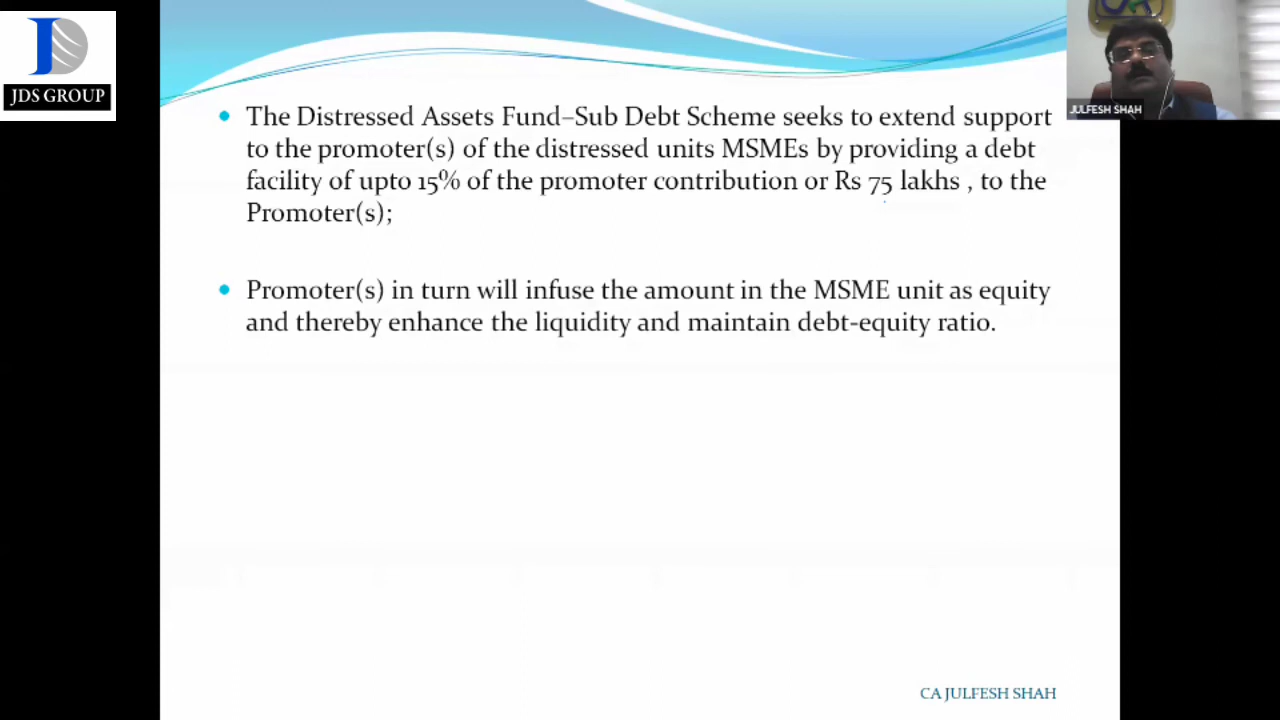 JDS GROUP
The Distressed Assets Fund–Sub Debt Scheme seeks to extend support
to the promoter(s) of the distressed units MSMEs by providing a debt
facility of upto 15% of the promoter contribution or Rs 75 lakhs , to the
Promoter(s);
Promoter(s) in turn will infuse the amount in the MSME unit as equity
and thereby enhance the liquidity and maintain debt-equity ratio.
JULFESH SHAH
CA JULFESH SHAH